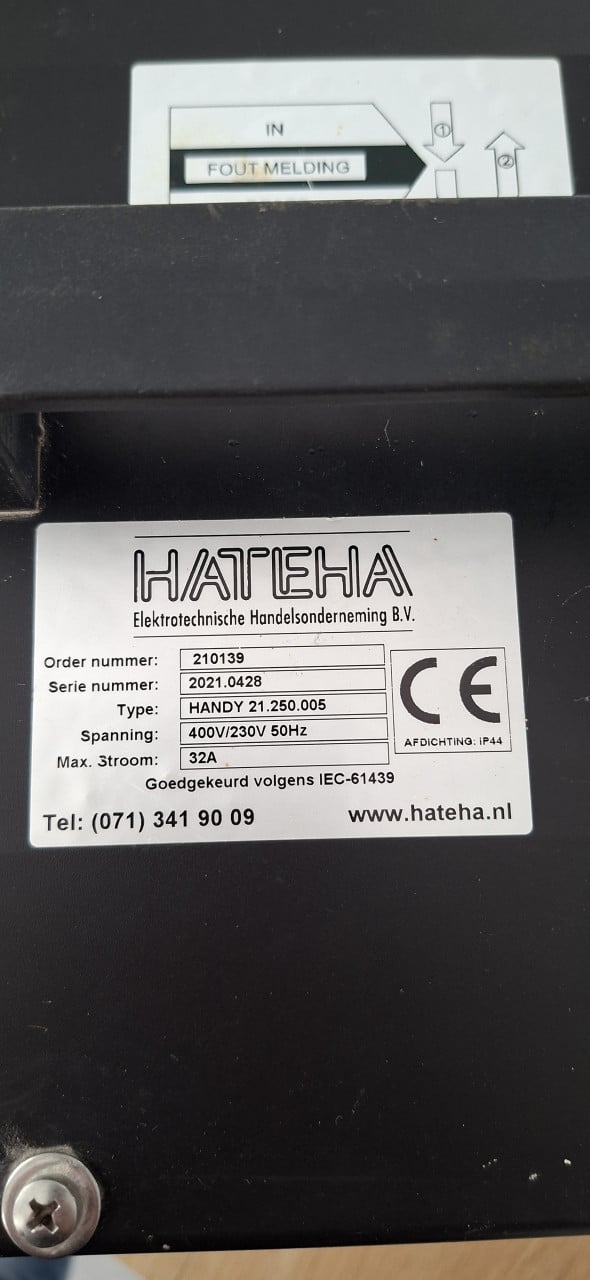 IN
FOUT MELDING
①
②
HATEHA
Elektrotechnische Handelsonderneming B.V.
Order nummer: 210139
Serie nummer: 2021.0428
Type: HANDY 21.250.005
Spanning: 400V/230V 50Hz
Max. Stroom: 32A
CE
AFDICHTING: IP44
Goedgekeurd volgens IEC-61439
Tel: (071) 341 90 09 www.hateha.nl